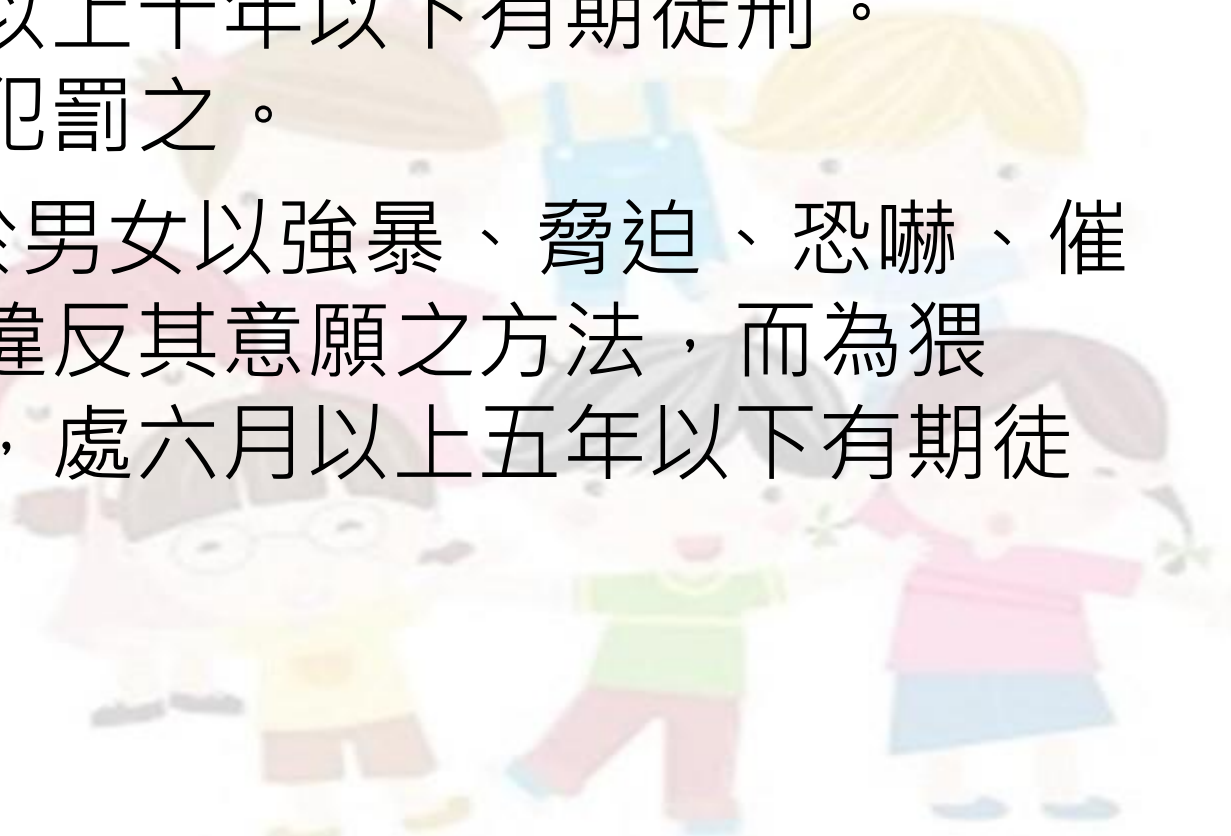 以上十年以下有期徒刑。
犯罰之。
於男女以強暴、脅迫、恐嚇、催
違反其意願之方法，而為猥
，處六月以上五年以下有期徒